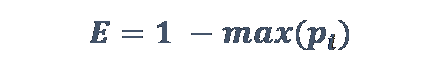 E = 1 − max(pᵢ)